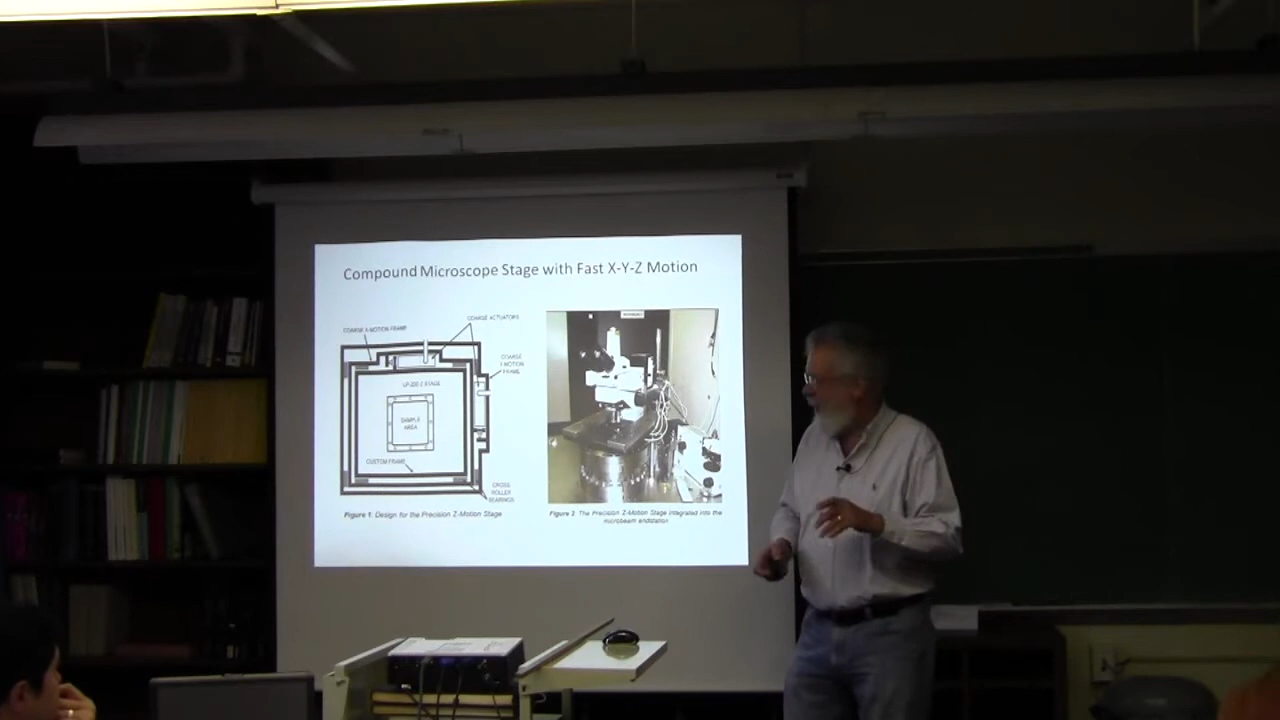 Compound Microscope Stage with Fast X-Y-Z Motion
COARSE ACTUATORS
COARSE X-MOTION FRAME
COARSE
Y MOTION
FRAME
STAGE
SAMPLE
AREA
CUSTOM FRAME
CROSS
ROLLER
BEARINGS
Figure 1: Design for the Precision Z-Motion Stage
Figure 2: The Precision Z-Motion Stage integrated into the
microbeam endstation